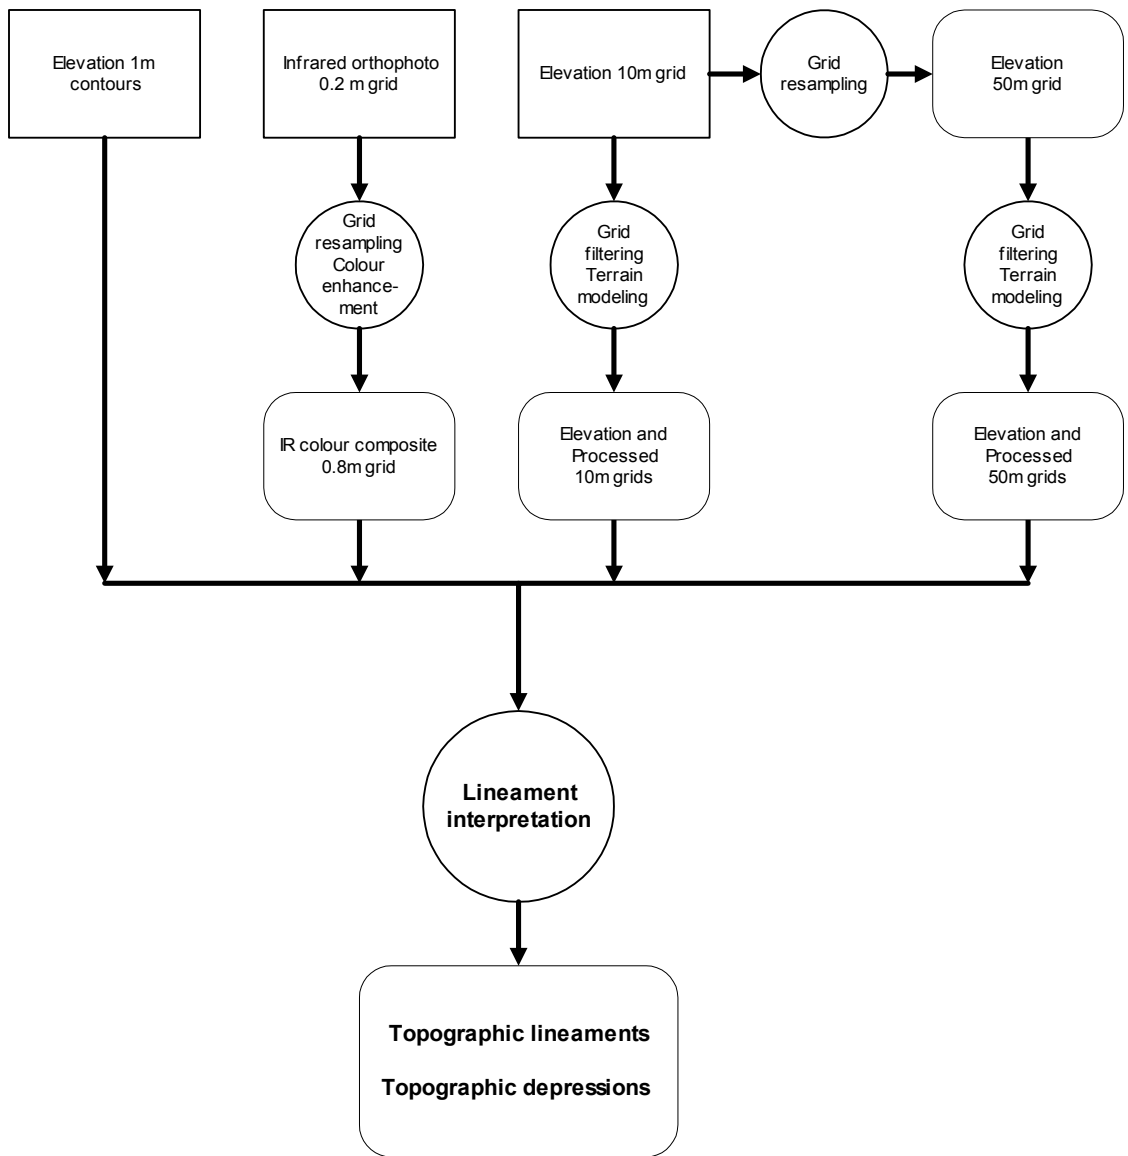 Elevation 1m
contours
Infrared orthophoto
0.2 m grid
Elevation 10m grid
Grid
resampling
Elevation
50m grid
Grid
resampling
Colour
enhance-
ment
Grid
filtering
Terrain
modeling
Grid
filtering
Terrain
modeling
IR colour composite
0.8m grid
Elevation and
Processed
10m grids
Elevation and
Processed
50m grids
Lineament
interpretation
Topographic lineaments
Topographic depressions